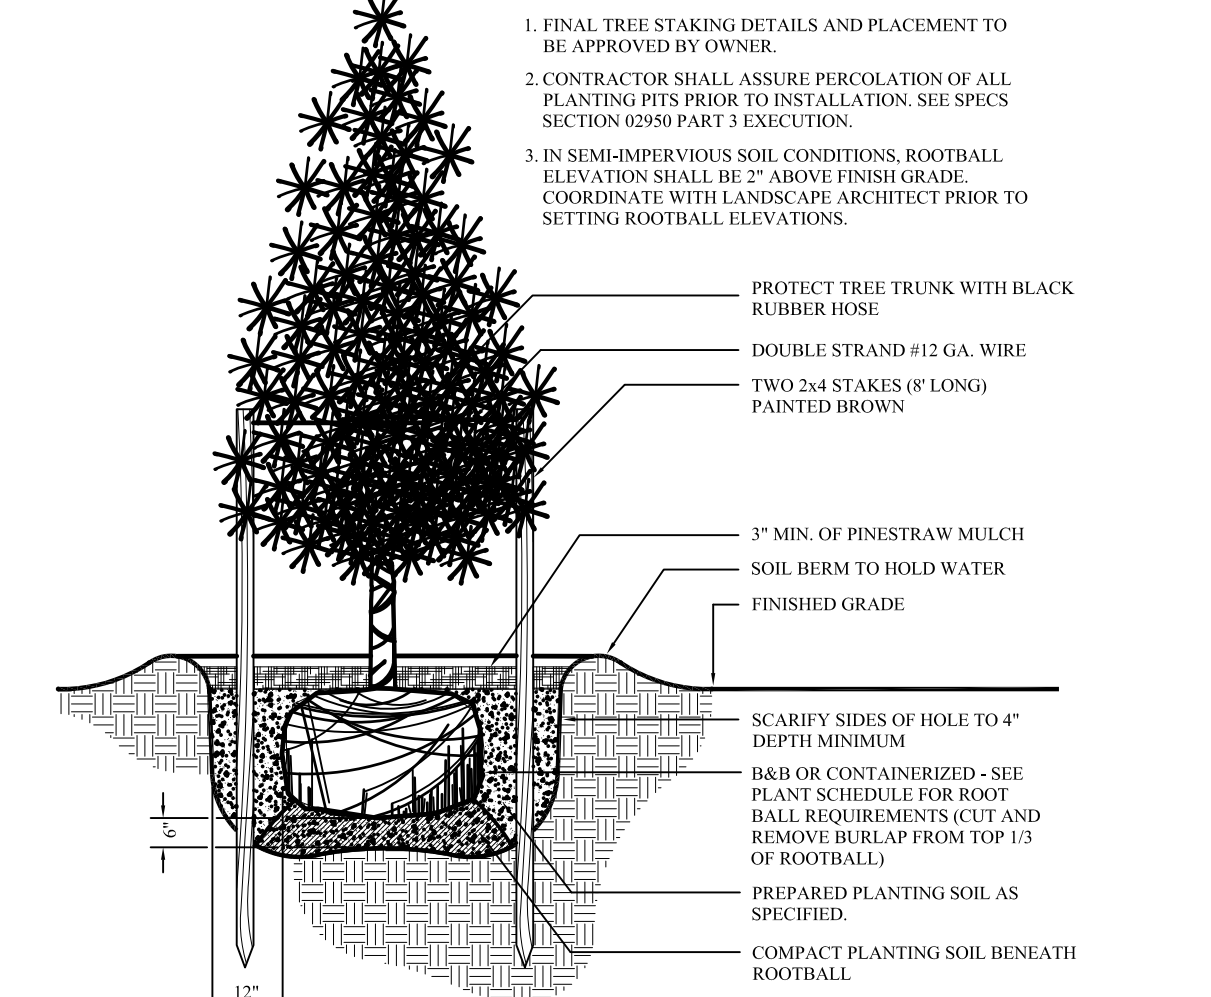 1. FINAL TREE STAKING DETAILS AND PLACEMENT TO
BE APPROVED BY OWNER.
2. CONTRACTOR SHALL ASSURE PERCOLATION OF ALL
PLANTING PITS PRIOR TO INSTALLATION. SEE SPECS
SECTION 02950 PART 3 EXECUTION.
3. IN SEMI-IMPERVIOUS SOIL CONDITIONS, ROOTBALL
ELEVATION SHALL BE 2" ABOVE FINISH GRADE.
COORDINATE WITH LANDSCAPE ARCHITECT PRIOR TO
SETTING ROOTBALL ELEVATIONS.
PROTECT TREE TRUNK WITH BLACK
RUBBER HOSE
DOUBLE STRAND #12 GA. WIRE
TWO 2x4 STAKES (8' LONG)
PAINTED BROWN
3" MIN. OF PINESTRAW MULCH
SOIL BERM TO HOLD WATER
FINISHED GRADE
SCARIFY SIDES OF HOLE TO 4"
DEPTH MINIMUM
B&B OR CONTAINERIZED - SEE
PLANT SCHEDULE FOR ROOT
BALL REQUIREMENTS (CUT AND
REMOVE BURLAP FROM TOP 1/3
OF ROOTBALL)
PREPARED PLANTING SOIL AS
SPECIFIED.
COMPACT PLANTING SOIL BENEATH
ROOTBALL
6"
12"